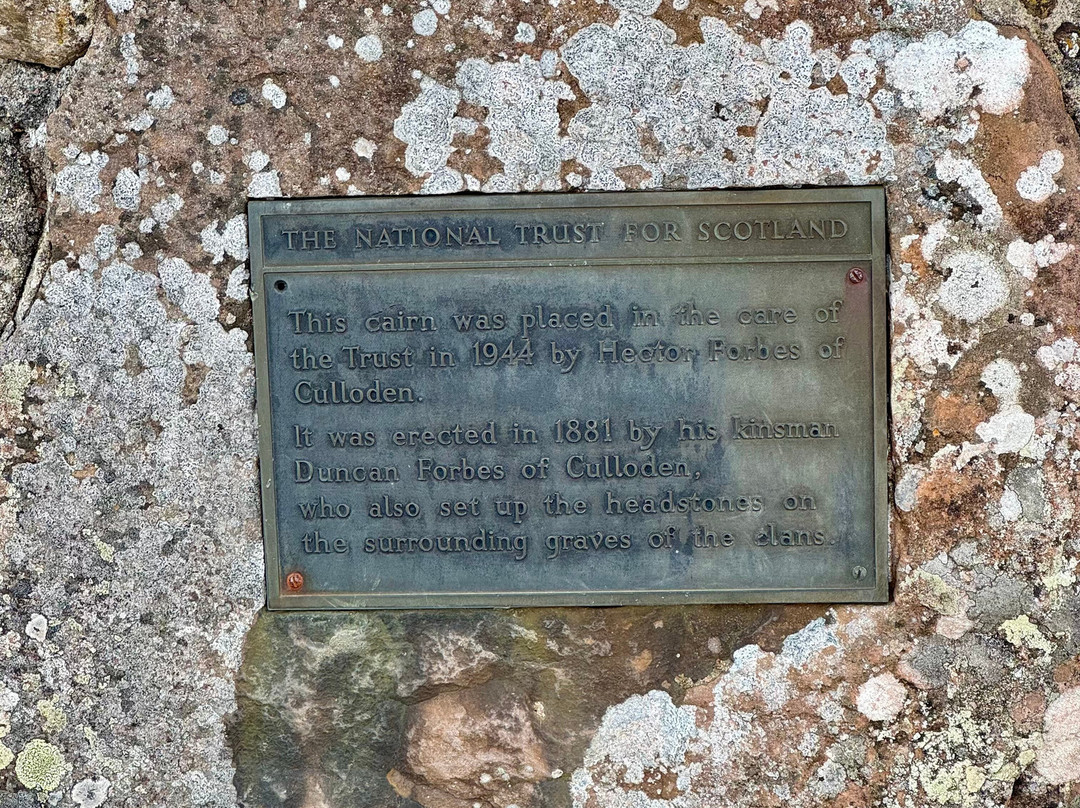 THE NATIONAL TRUST FOR SCOTLAND
This cairn was placed in the care of
the Trust in 1944 by Hector Forbes of
Culloden.
It was erected in 1881 by his kinsman
Duncan Forbes of Culloden,
who also set up the headstones on
the surrounding graves of the clans.